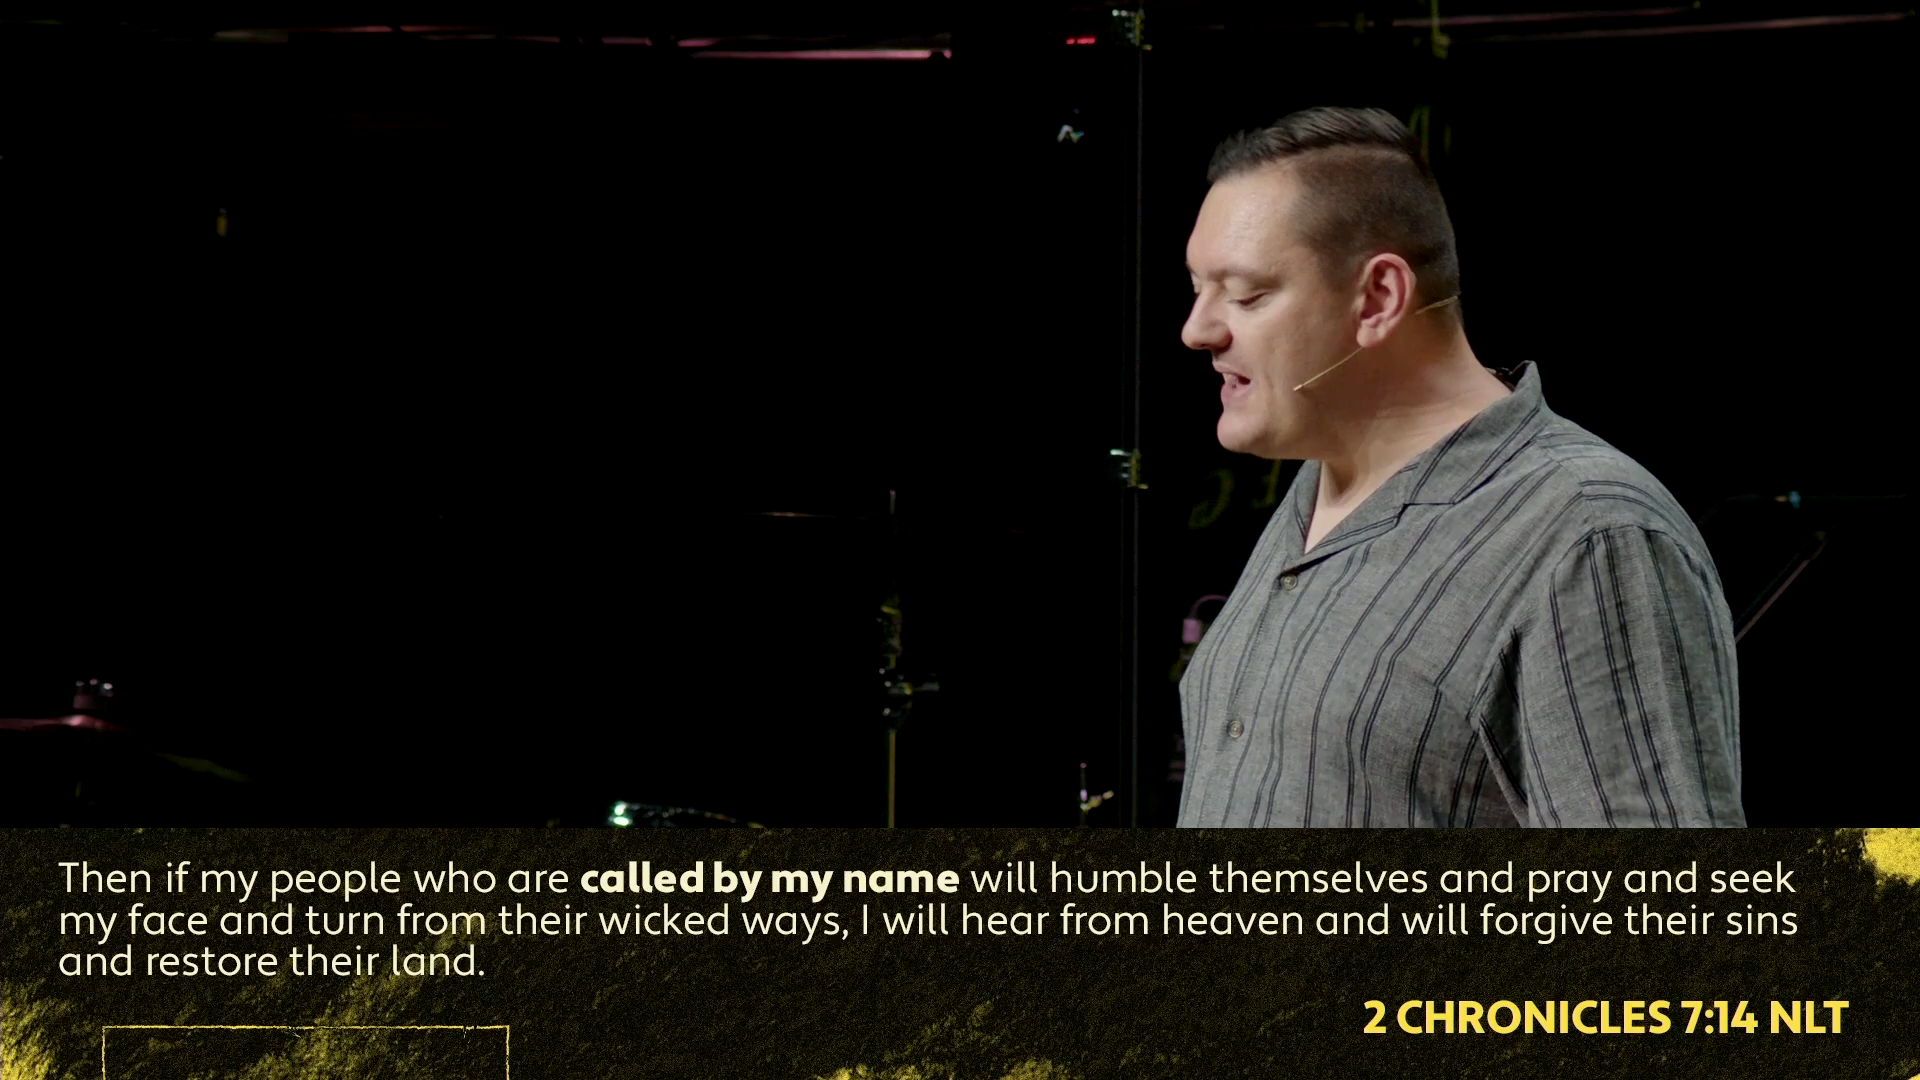 Then if my people who are called by my name will humble themselves and pray and seek
my face and turn from their wicked ways, I will hear from heaven and will forgive their sins
and restore their land.
2 CHRONICLES 7:14 NLT